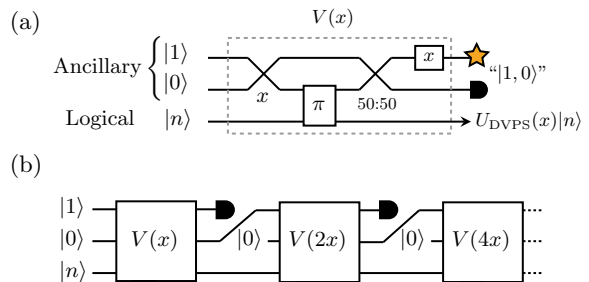 (a)
V(x)
Ancillary { |1⟩
|0⟩
x
π
50:50
x
“|1, 0⟩”
Logical |n⟩
U_DVPS(x)|n⟩
(b)
|1⟩
|0⟩ V(x) |0⟩ V(2x) |0⟩ V(4x)
|n⟩